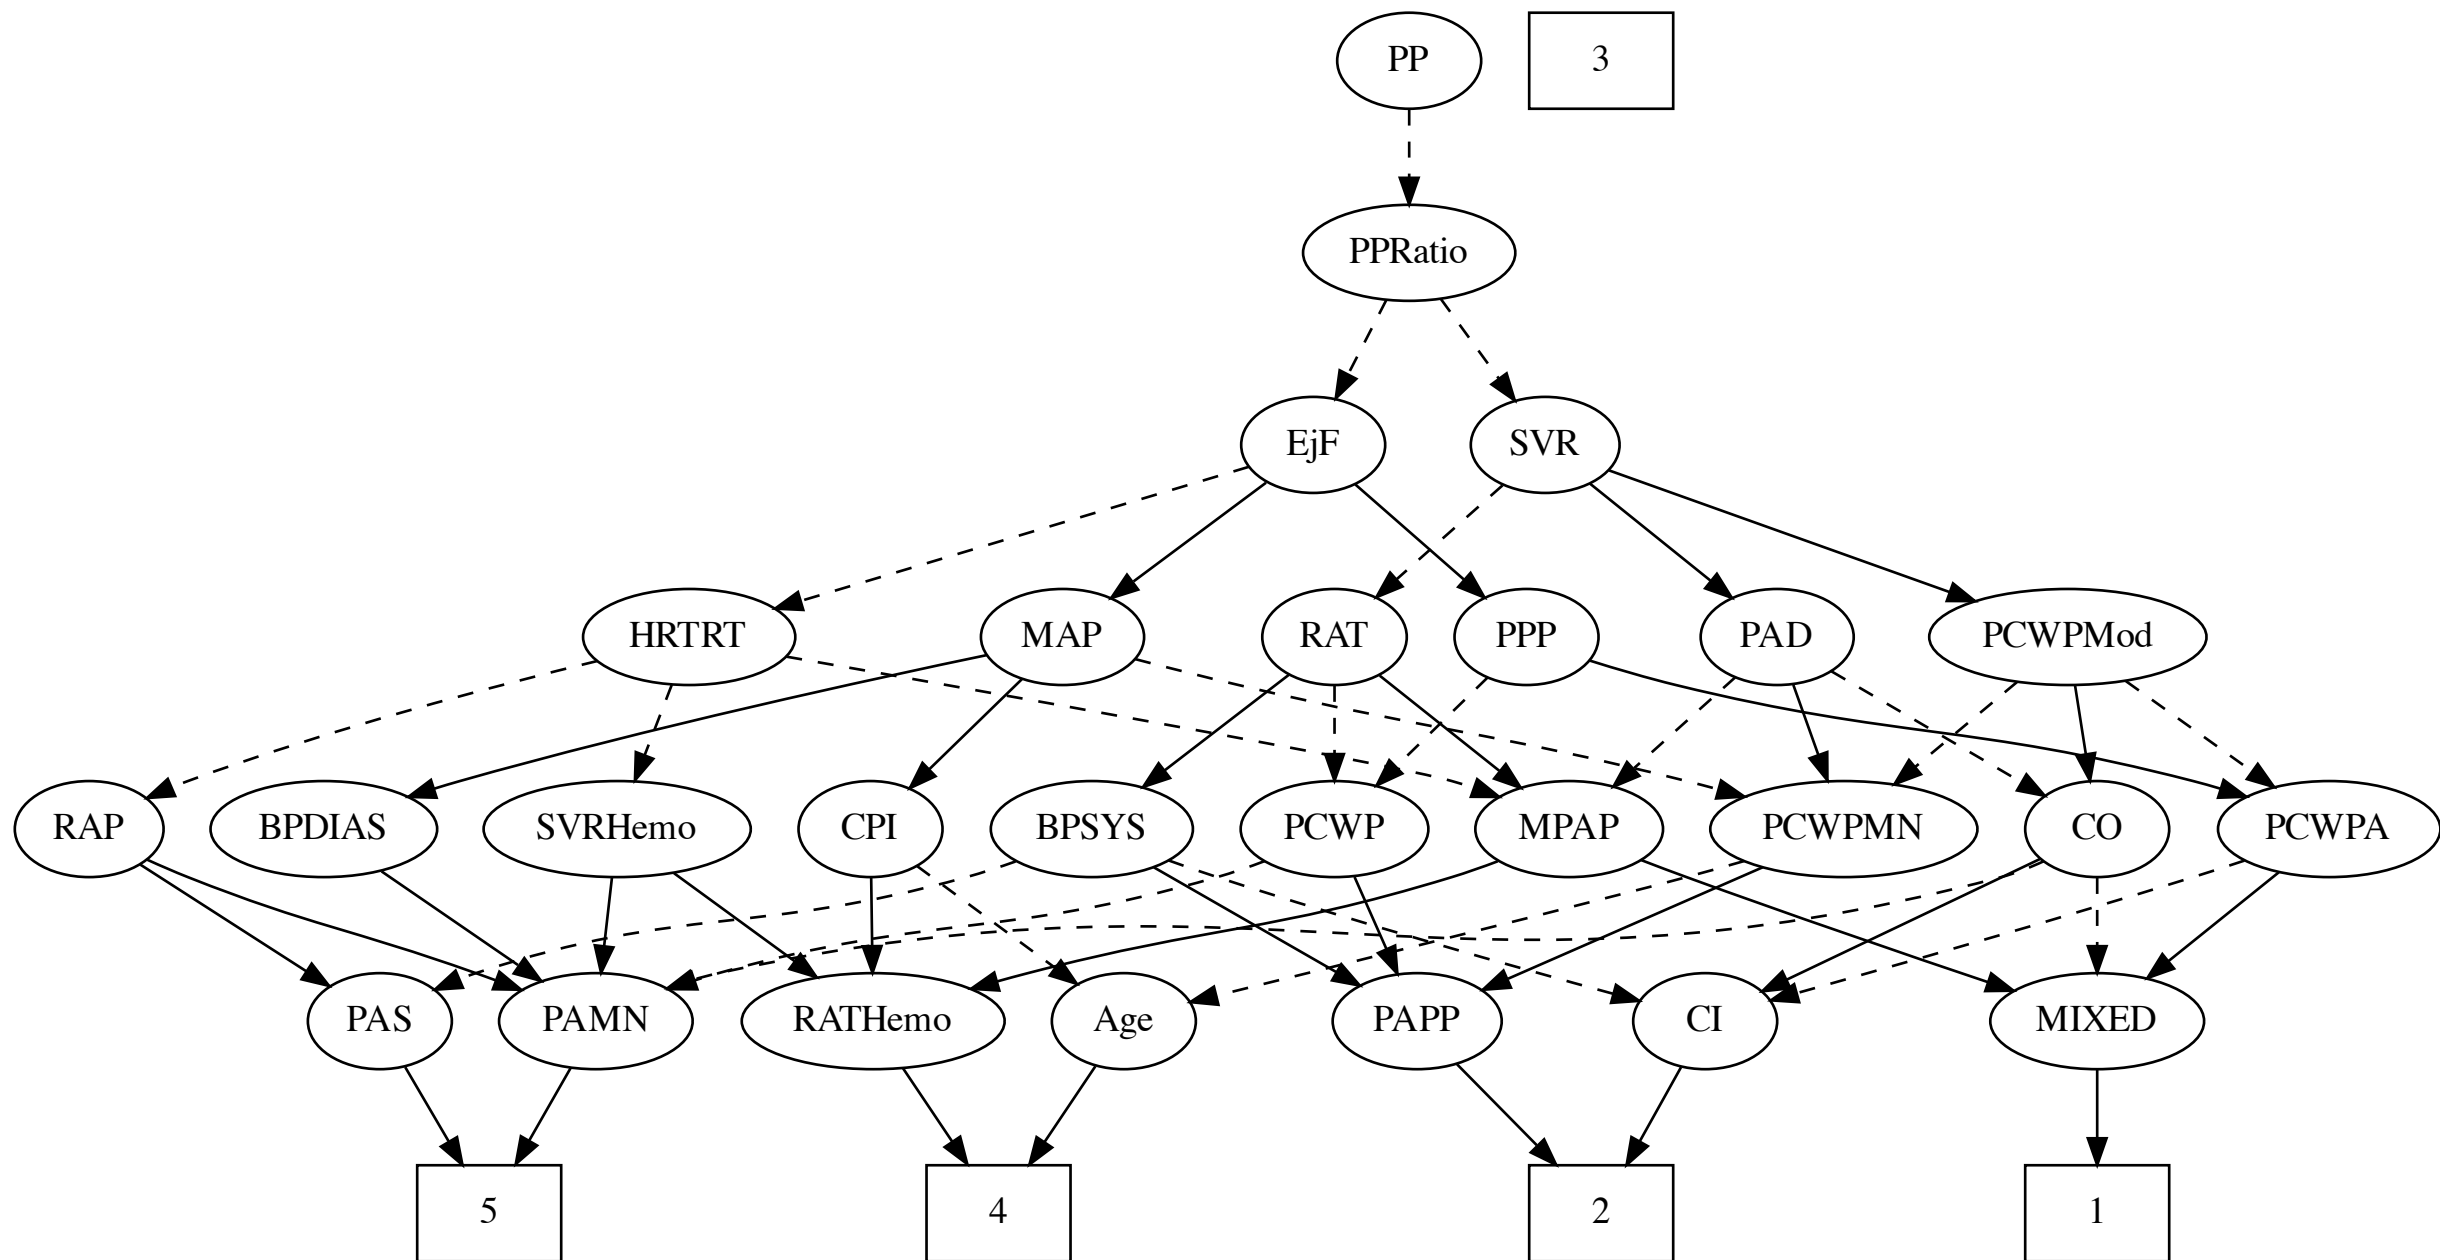 PP
3
PPRatio
EjF
SVR
HRTRT
MAP
RAT
PPP
PAD
PCWPMod
RAP
BPDIAS
SVRHemo
CPI
BPSYS
PCWP
MPAP
PCWPMN
CO
PCWPA
PAS
PAMN
RATHemo
Age
PAPP
CI
MIXED
5
4
2
1